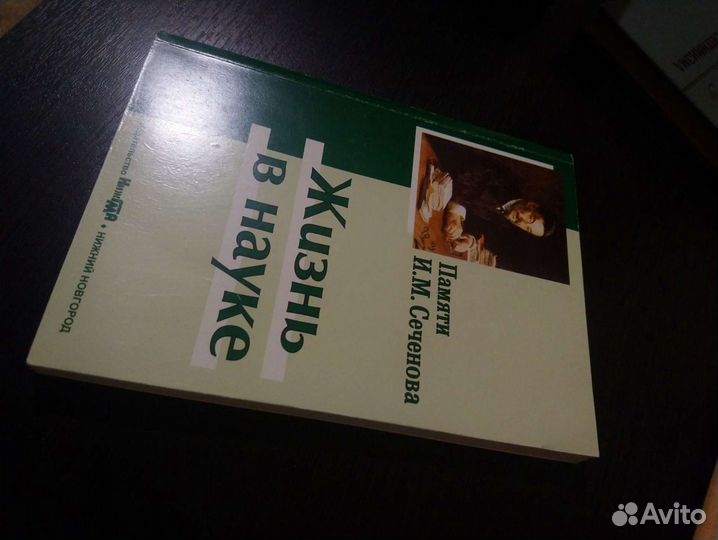 Памяти
И.М. Сеченова
Жизнь
в науке
НИЖНИЙ НОВГОРОД
Avito